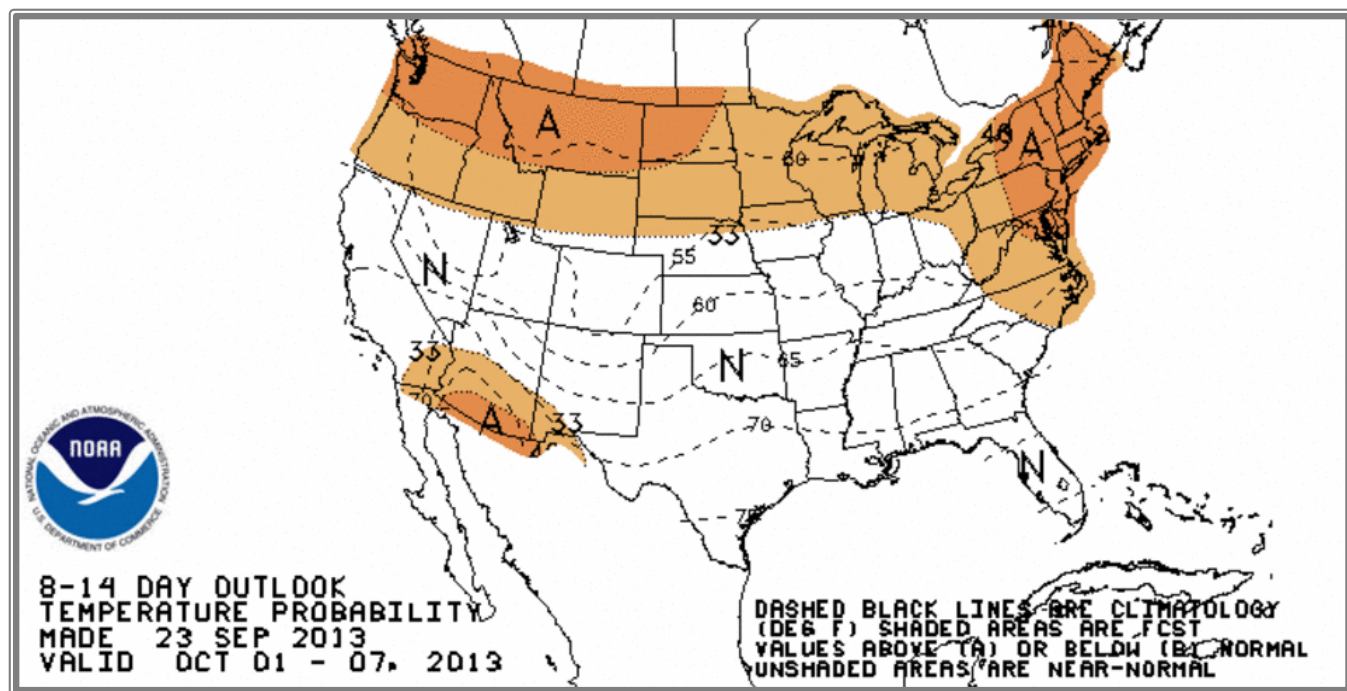 A
60
40
A
33
N
55
60
33
N
65
70
A
33
70
N
NOAA
NATIONAL OCEANIC AND ATMOSPHERIC ADMINISTRATION
U.S. DEPARTMENT OF COMMERCE
8-14 DAY OUTLOOK
TEMPERATURE PROBABILITY
MADE 23 SEP 2013
VALID OCT 01 - 07, 2013
DASHED BLACK LINES ARE CLIMATOLOGY
(DEG F) SHADED AREAS ARE FCST
VALUES ABOVE (A) OR BELOW (B) NORMAL
UNSHADED AREAS ARE NEAR-NORMAL